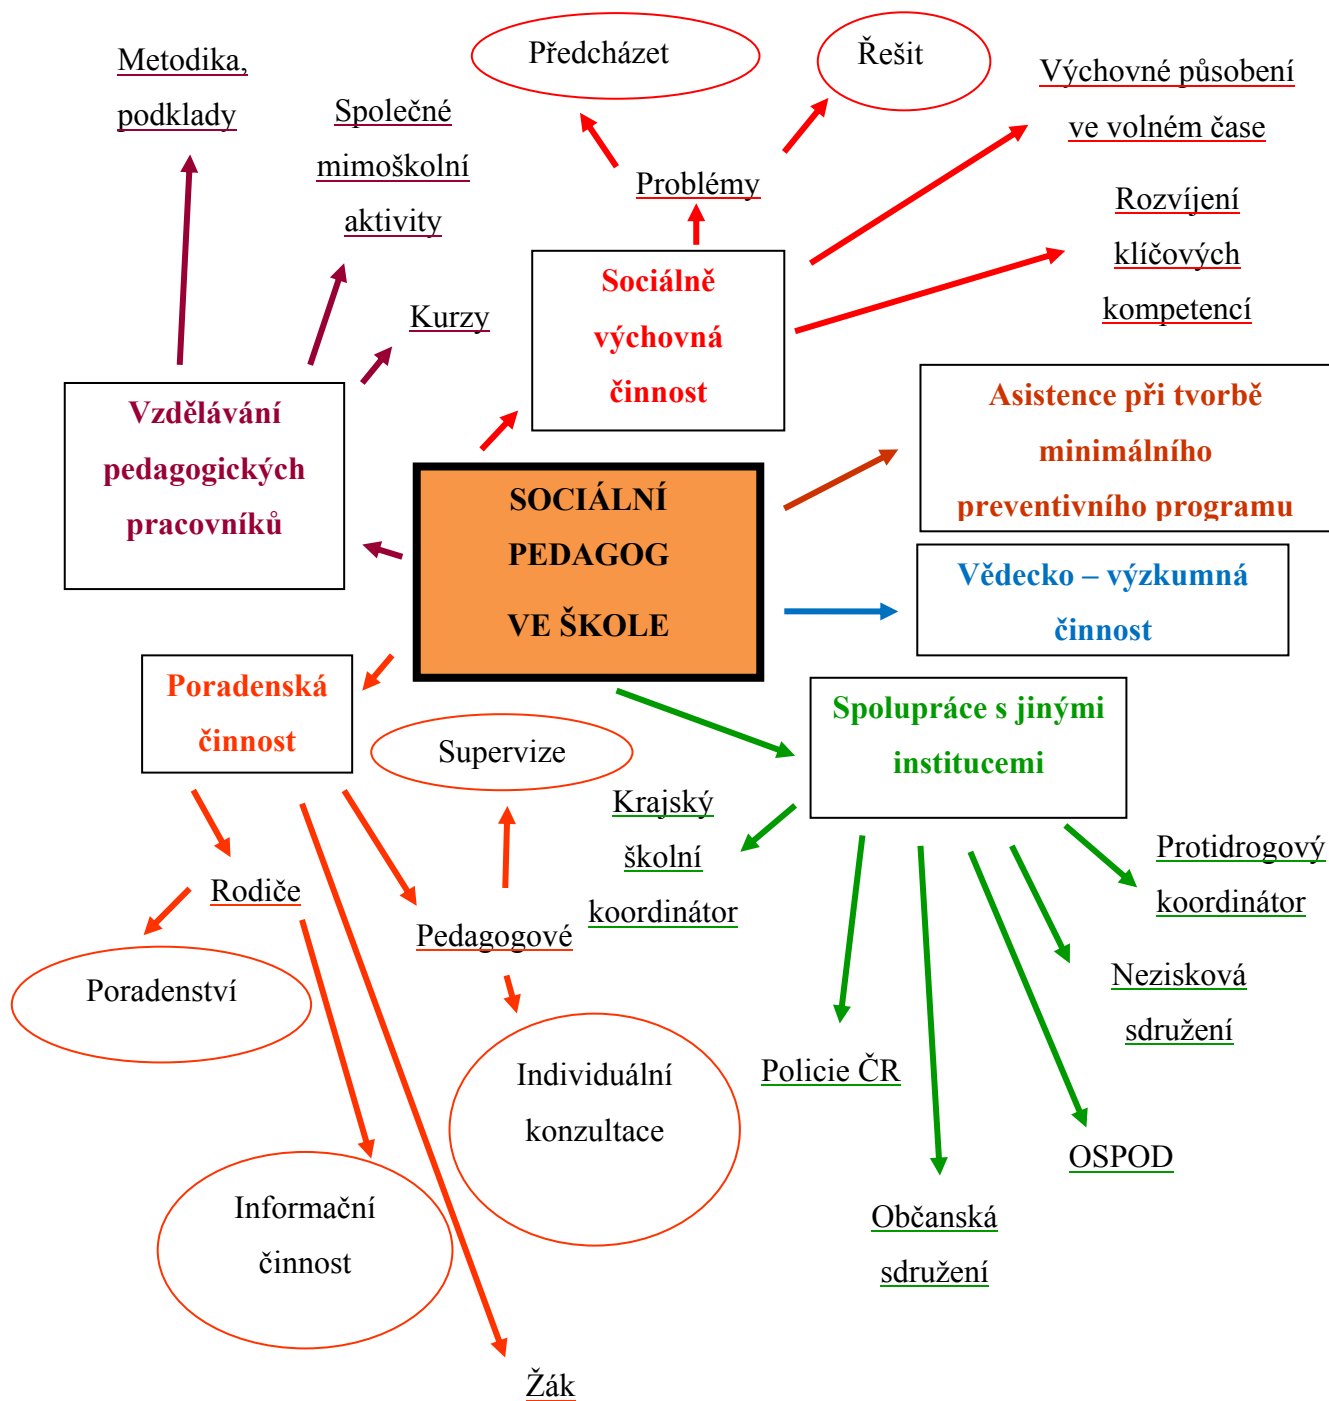 Metodika,
podklady
Společné
mimoškolní
aktivity
Kurzy
Předcházet
Řešit
Problémy
Výchovné působení
ve volném čase
Rozvíjení
klíčových
kompetencí
Sociálně
výchovná
činnost
Vzdělávání
pedagogických
pracovníků
Asistence při tvorbě
minimálního
preventivního programu
SOCIÁLNÍ
PEDAGOG
VE ŠKOLE
Vědecko – výzkumná
činnost
Poradenská
činnost
Spolupráce s jinými
institucemi
Supervize
Rodiče
Pedagogové
Poradenství
Individuální
konzultace
Informační
činnost
Žák
Krajský
školní
koordinátor
Policie ČR
Občanská
sdružení
OSPOD
Nezisková
sdružení
Protidrogový
koordinátor